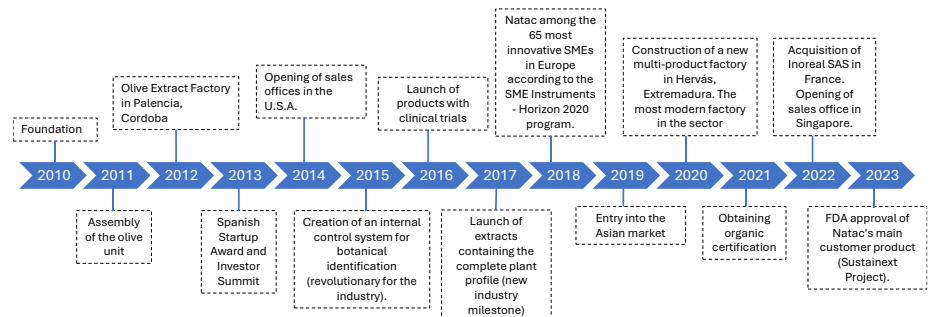 Natac among the
65 most
innovative SMEs
in Europe
according to the
SME Instruments
- Horizon 2020
program.
Construction of a new
multi-product factory
in Hervás,
Extremadura. The
most modern factory
in the sector
Acquisition of
Inoreal SAS in
France.
Opening of
sales office in
Singapore.
Opening of sales
offices in the
U.S.A.
Olive Extract Factory
in Palencia,
Cordoba
Launch of
products with
clinical trials
Foundation
2010
2011
2012
2013
2014
2015
2016
2017
2018
2019
2020
2021
2022
2023
Assembly
of the olive
unit
Spanish
Startup
Award and
Investor
Summit
Creation of an internal
control system for
botanical
identification
(revolutionary for the
industry).
Launch of
extracts
containing the
complete plant
profile (new
industry
milestone)
Entry into the
Asian market
Obtaining
organic
certification
FDA approval of
Natac's main
customer product
(Sustainext
Project).